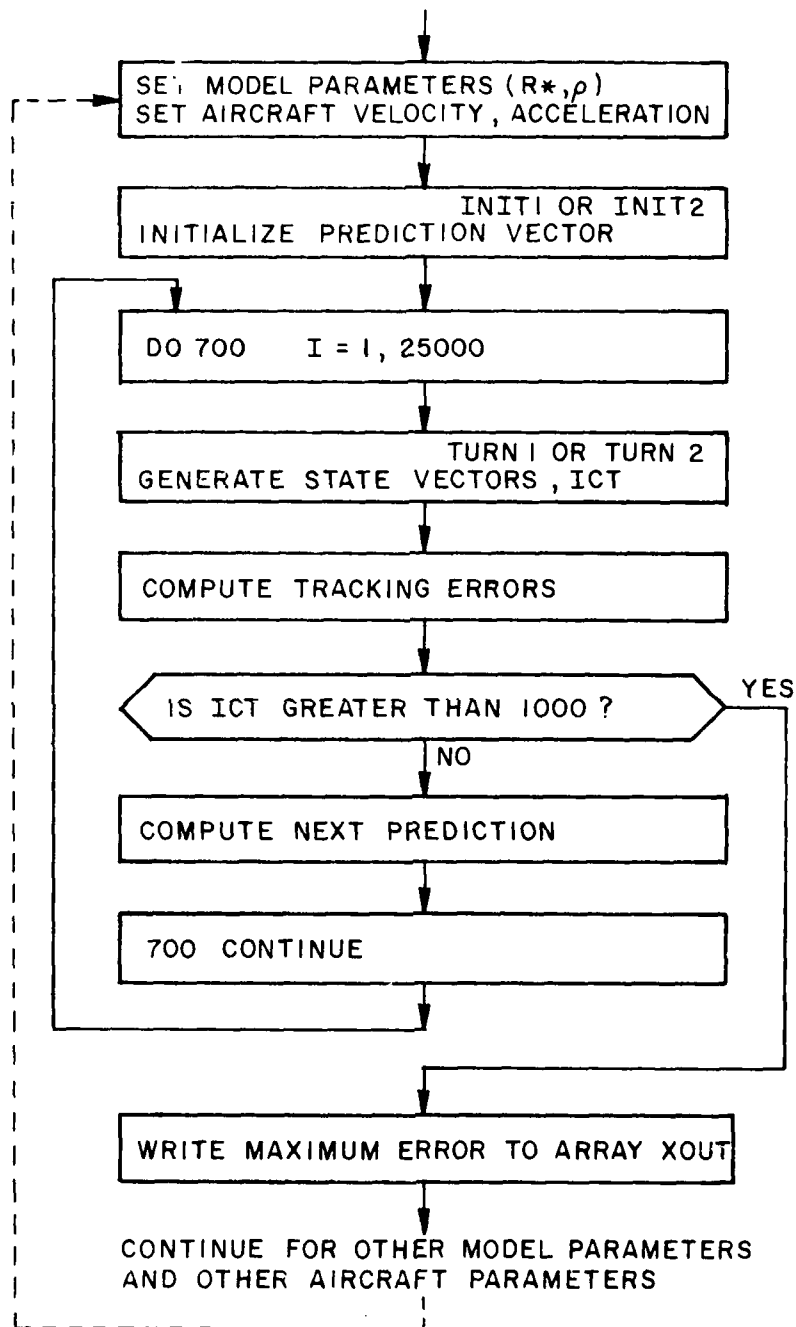 SET MODEL PARAMETERS (R*,ρ)
SET AIRCRAFT VELOCITY, ACCELERATION
INIT1 OR INIT2
INITIALIZE PREDICTION VECTOR
DO 700 I = 1, 25000
TURN 1 OR TURN 2
GENERATE STATE VECTORS, ICT
COMPUTE TRACKING ERRORS
IS ICT GREATER THAN 1000 ?
YES
NO
COMPUTE NEXT PREDICTION
700 CONTINUE
WRITE MAXIMUM ERROR TO ARRAY XOUT
CONTINUE FOR OTHER MODEL PARAMETERS
AND OTHER AIRCRAFT PARAMETERS